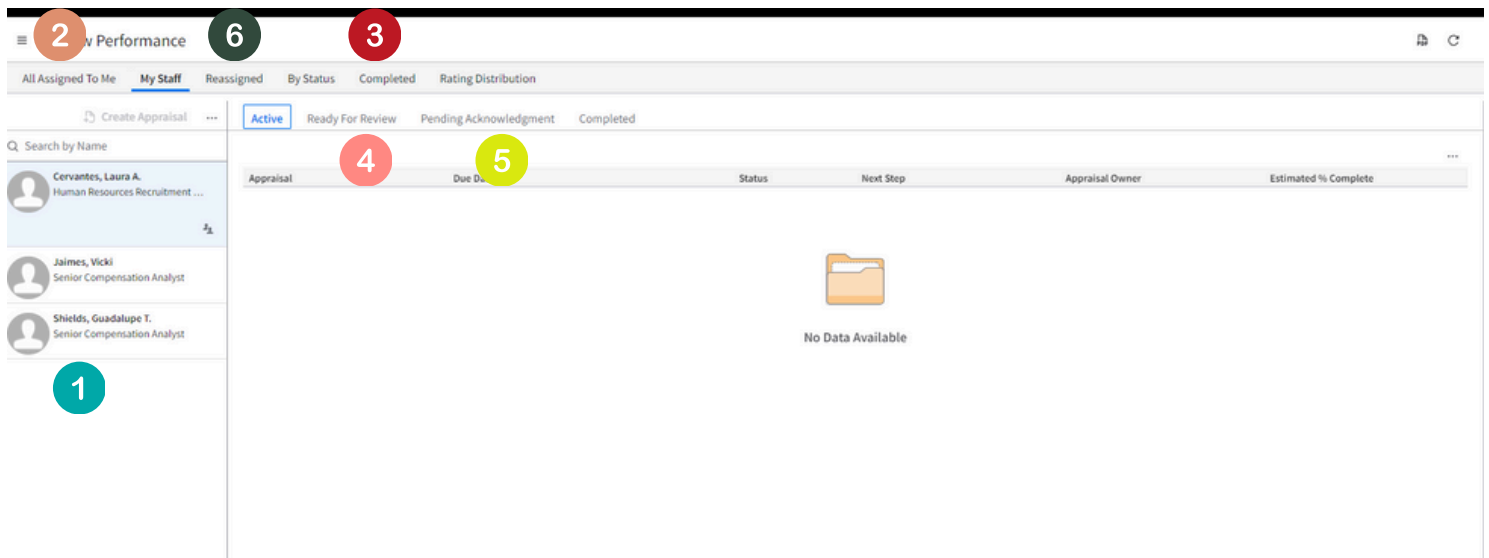 2 6 3
Performance
All Assigned To Me My Staff Reassigned By Status Completed Rating Distribution
Create Appraisal ...
Active Ready For Review Pending Acknowledgment Completed
Search by Name
4 5
...
Cervantes, Laura A.
Human Resources Recruitment ...
Appraisal Due Status Next Step Appraisal Owner Estimated % Complete
Jaimes, Vicki
Senior Compensation Analyst
Shields, Guadalupe T.
Senior Compensation Analyst
No Data Available
1